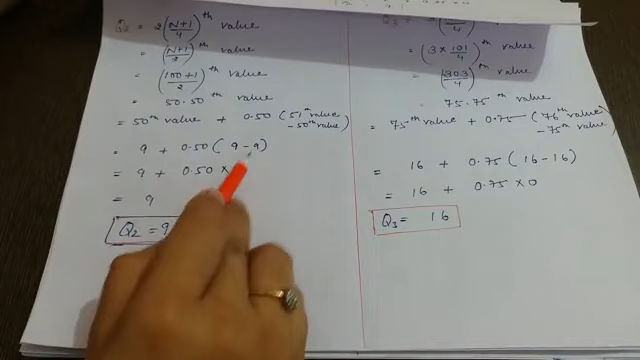 Q2 = 2 (N+1/4)th value
= (N+1/2)th value
= (100+1/2)th value
= 50.50th value
= 50th value + 0.50 (51th value - 50th value)
= 9 + 0.50 ( 9 - 9)
= 9 + 0.50 ×
= 9
Q2 = 9
Q3 =
= (3 × 101/4)th value
= (303/4)th value
= 75.75th value
= 75th value + 0.75 (76th value - 75th value)
= 16 + 0.75 (16 - 16)
= 16 + 0.75 × 0
Q3 = 16